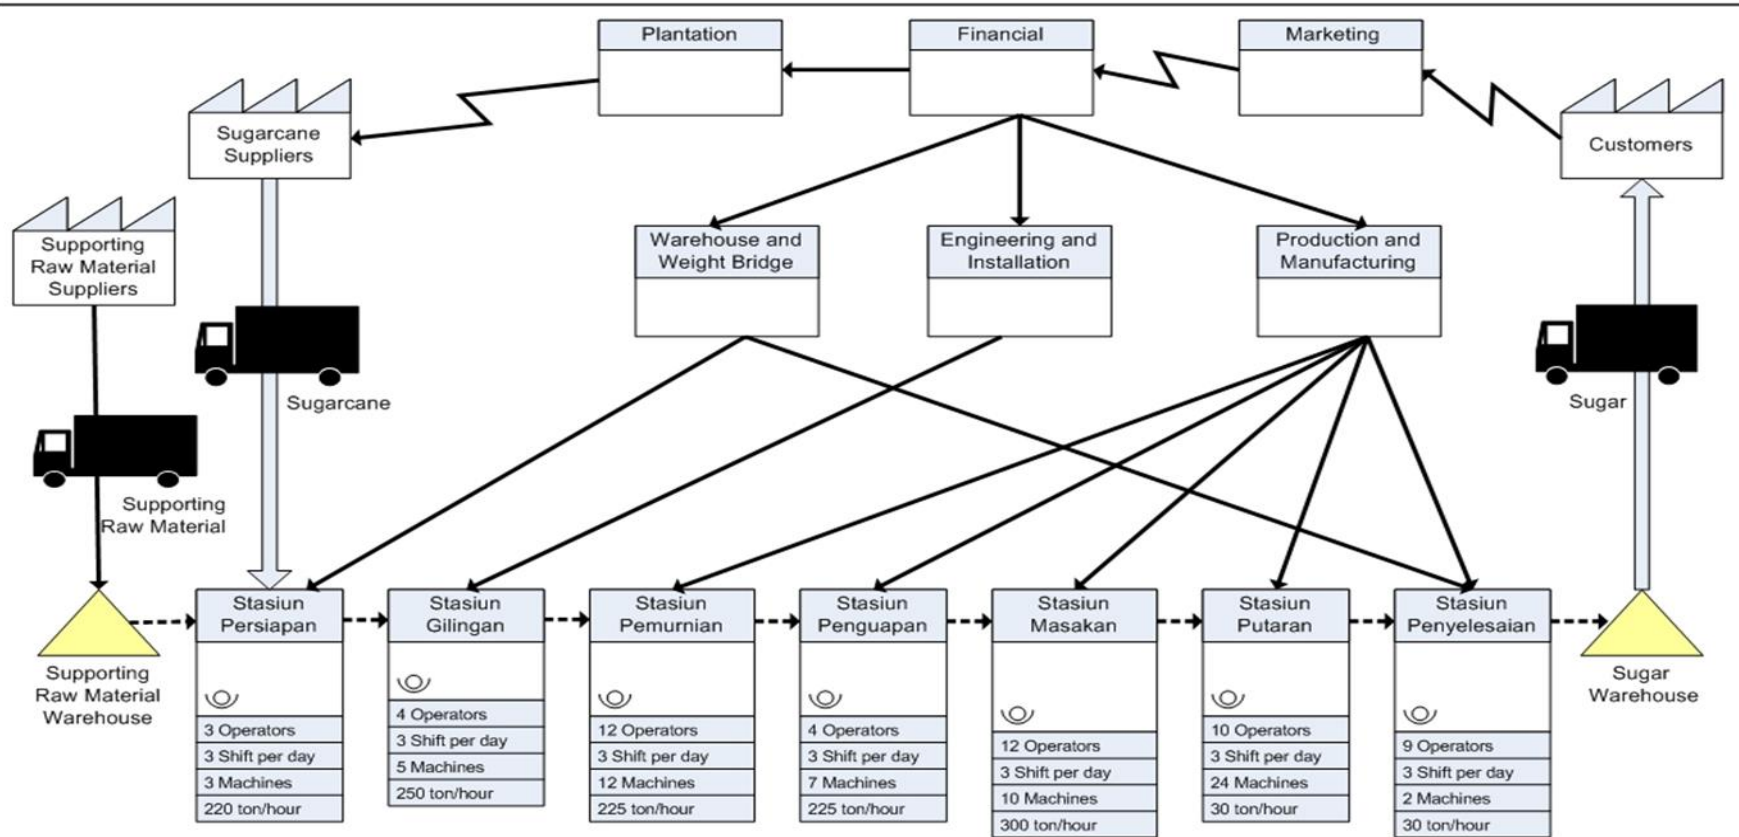 Plantation
Financial
Marketing
Sugarcane
Suppliers
Customers
Supporting
Raw Material
Suppliers
Warehouse and
Weight Bridge
Engineering and
Installation
Production and
Manufacturing
Sugarcane
Sugar
Supporting
Raw Material
Supporting
Raw Material
Warehouse
Stasiun
Persiapan
3 Operators
3 Shift per day
3 Machines
220 ton/hour
Stasiun
Gilingan
4 Operators
3 Shift per day
5 Machines
250 ton/hour
Stasiun
Pemurnian
12 Operators
3 Shift per day
12 Machines
225 ton/hour
Stasiun
Penguapan
4 Operators
3 Shift per day
7 Machines
225 ton/hour
Stasiun
Masakan
12 Operators
3 Shift per day
10 Machines
300 ton/hour
Stasiun
Putaran
10 Operators
3 Shift per day
24 Machines
30 ton/hour
Stasiun
Penyelesaian
9 Operators
3 Shift per day
2 Machines
30 ton/hour
Sugar
Warehouse